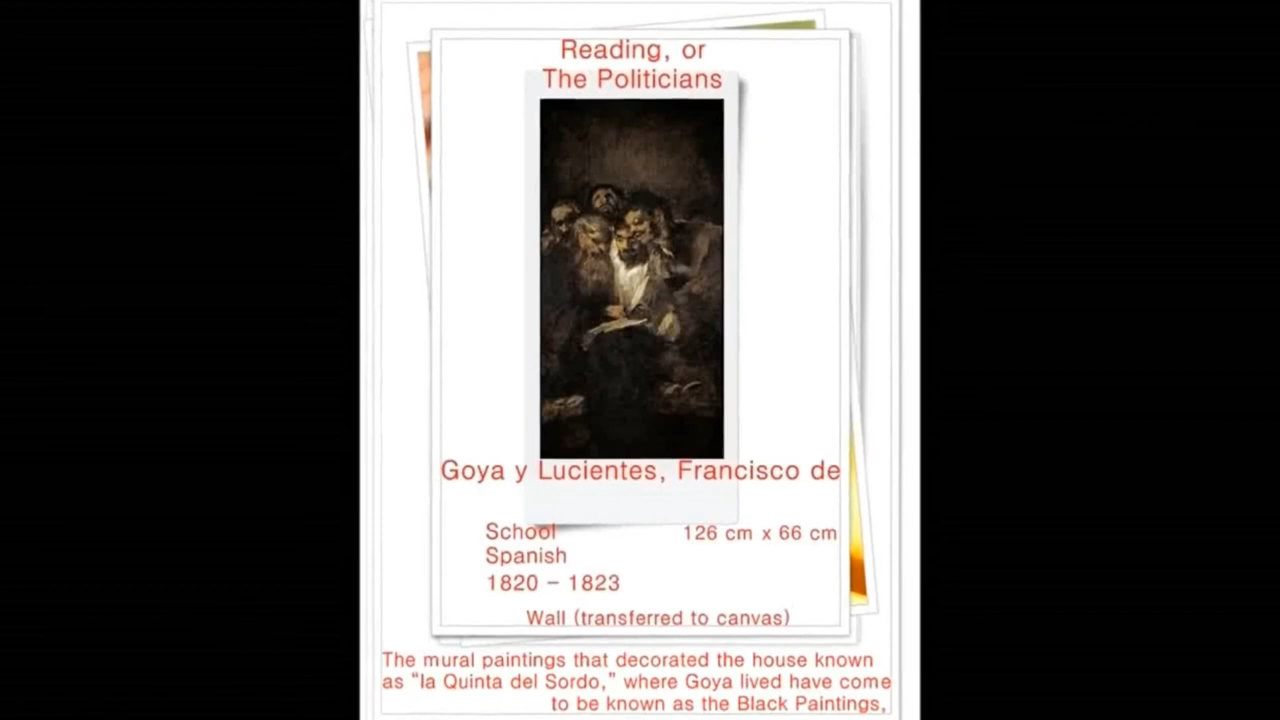 Reading, or
The Politicians
Goya y Lucientes, Francisco de
School
126 cm x 66 cm
Spanish
1820 – 1823
Wall (transferred to canvas)
The mural paintings that decorated the house known
as “la Quinta del Sordo,” where Goya lived have come
to be known as the Black Paintings,